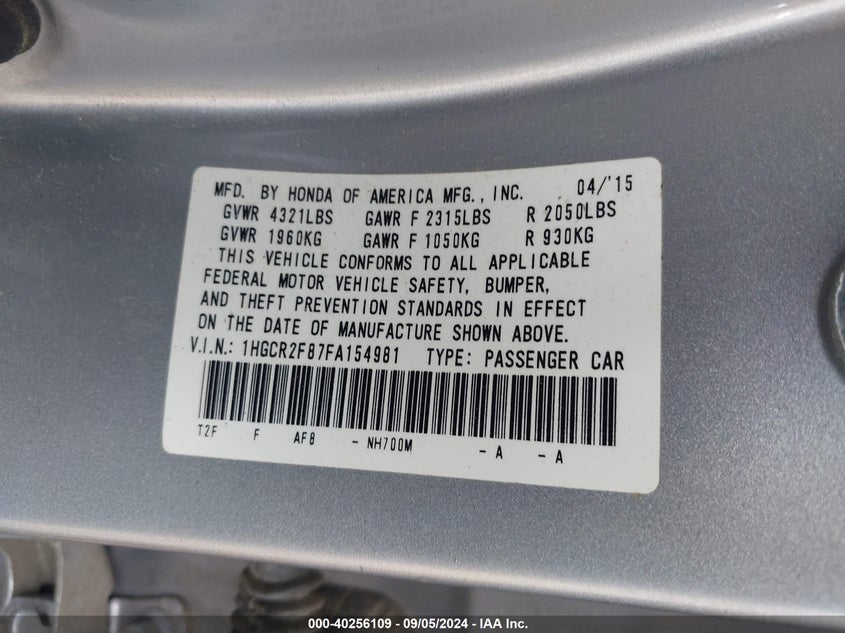 MFD. BY HONDA OF AMERICA MFG., INC. 04/'15
GVWR 4321LBS GAWR F 2315LBS R 2050LBS
GVWR 1960KG GAWR F 1050KG R 930KG
THIS VEHICLE CONFORMS TO ALL APPLICABLE
FEDERAL MOTOR VEHICLE SAFETY, BUMPER,
AND THEFT PREVENTION STANDARDS IN EFFECT
ON THE DATE OF MANUFACTURE SHOWN ABOVE.
V.I.N.: 1HGCR2F87FA154981 TYPE: PASSENGER CAR
T2F F AF8 - NH700M - A - A
000-40256109 - 09/05/2024 - IAA Inc.